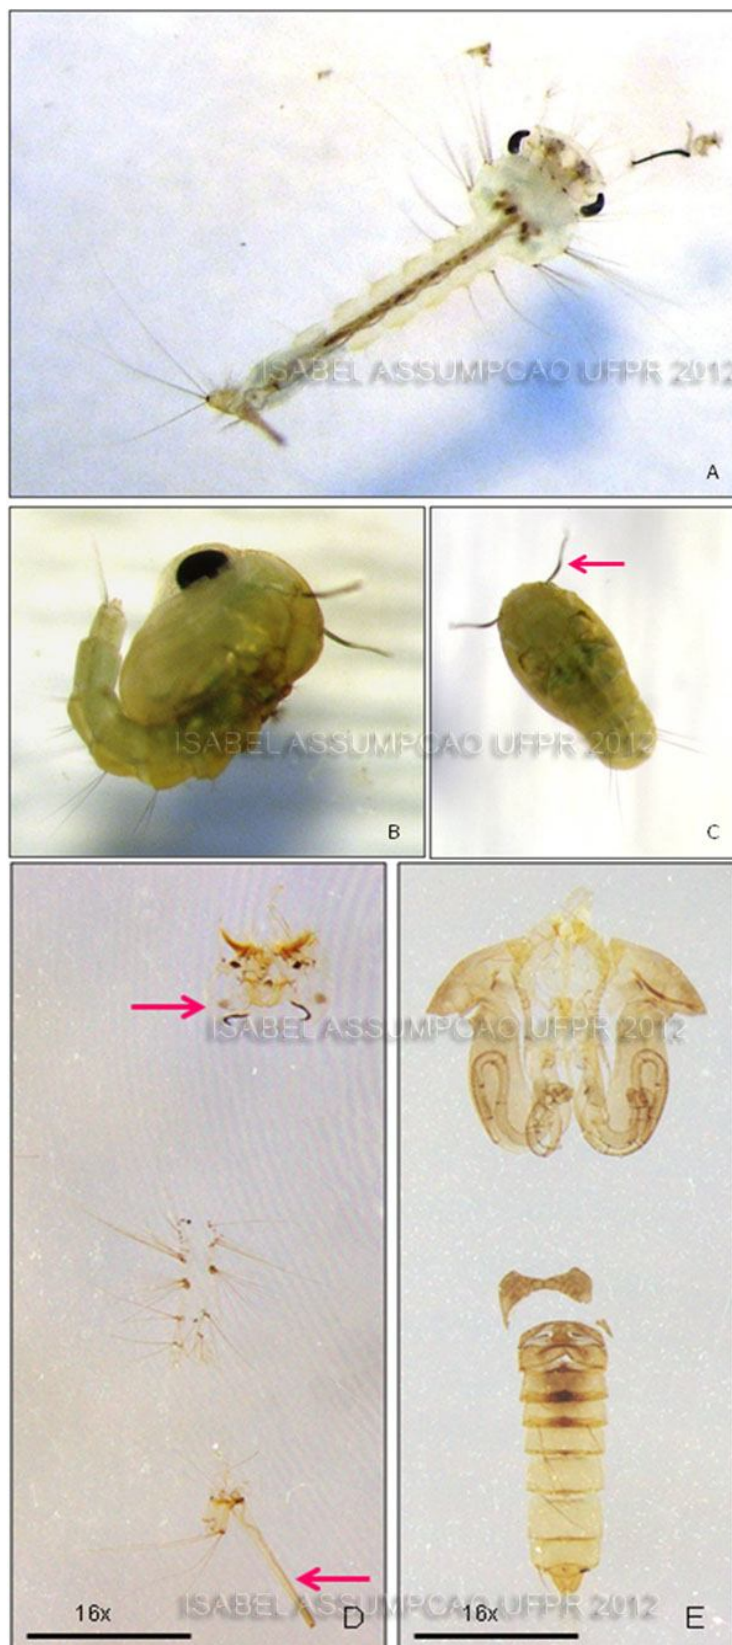 ISABEL ASSUMPCAO UFPR 2012
A
ISABEL ASSUMPCAO UFPR 2012
B
C
ISABEL ASSUMPCAO UFPR 2012
16x
D
ISABEL ASSUMPCAO UFPR 2012
16x
E